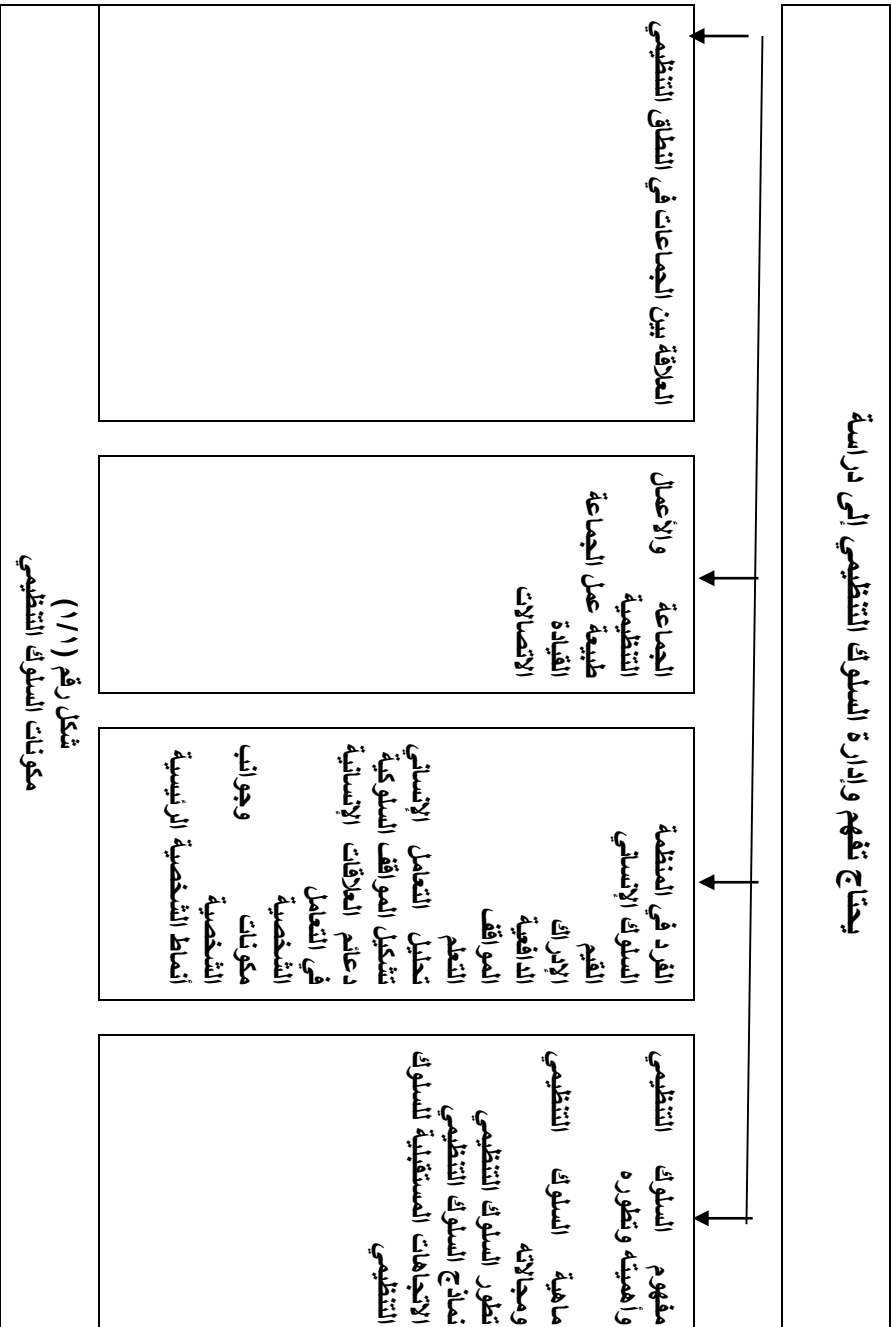 يحتاج تفهم وإدارة السلوك التنظيمي إلى دراسة
مفهوم السلوك التنظيمي
وأهميته وتطوره
ماهية السلوك التنظيمي
ومجالاته
تطور السلوك التنظيمي
نماذج السلوك التنظيمي
الاتجاهات المستقبلية للسلوك
التنظيمي
الفرد في المنظمة
السلوك الإنساني
القيم
الإدراك
الدافعية
المواقف
التعلم
تحليل التعامل الإنساني
تشكيل المواقف السلوكية
دعائم العلاقات الإنسانية
في التعامل
الشخصية
مكونات وجوانب
الشخصية
أنماط الشخصية الرئيسية
الجماعة والأعمال
التنظيمية
طبيعة عمل الجماعة
القيادة
الاتصالات
العلاقة بين الجماعات في النطاق التنظيمي
شكل رقم (١/١)
مكونات السلوك التنظيمي